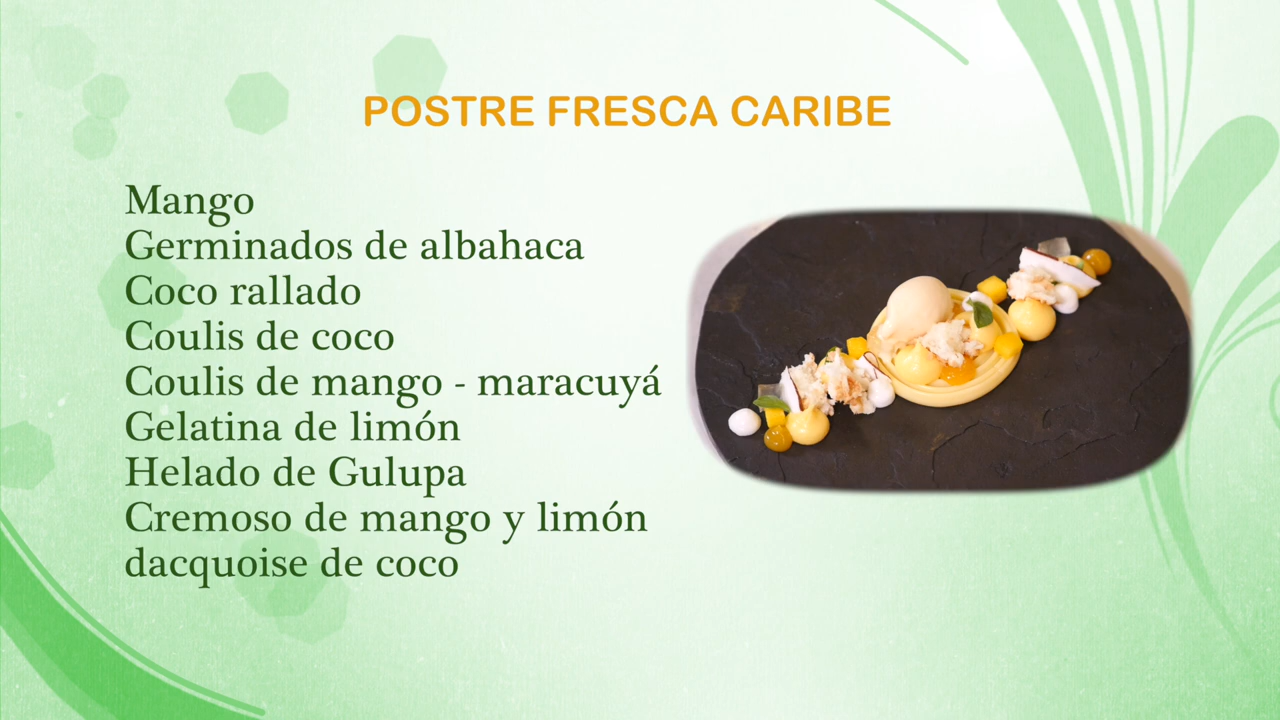 POSTRE FRESCA CARIBE
Mango
Germinados de albahaca
Coco rallado
Coulis de coco
Coulis de mango - maracuyá
Gelatina de limón
Helado de Gulupa
Cremoso de mango y limón
dacquoise de coco